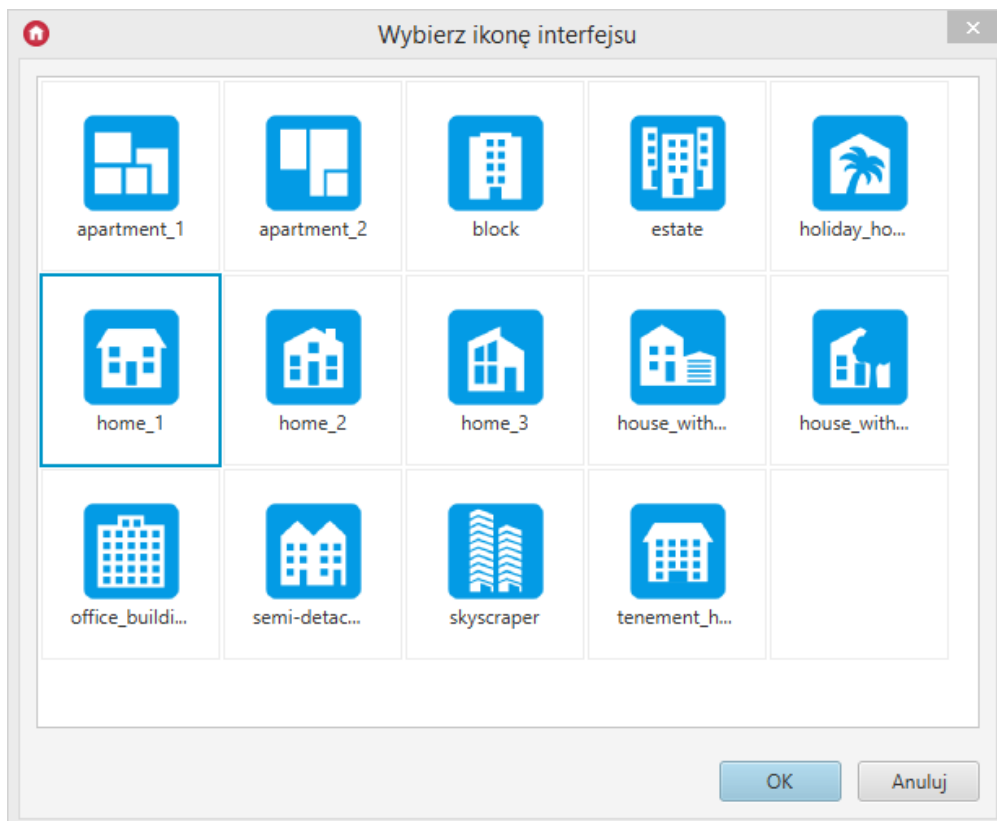 Wybierz ikonę interfejsu
apartment_1 apartment_2 block estate holiday_ho...
home_1 home_2 home_3 house_with... house_with...
office_buildi... semi-detac... skyscraper tenement_h...
OK Anuluj